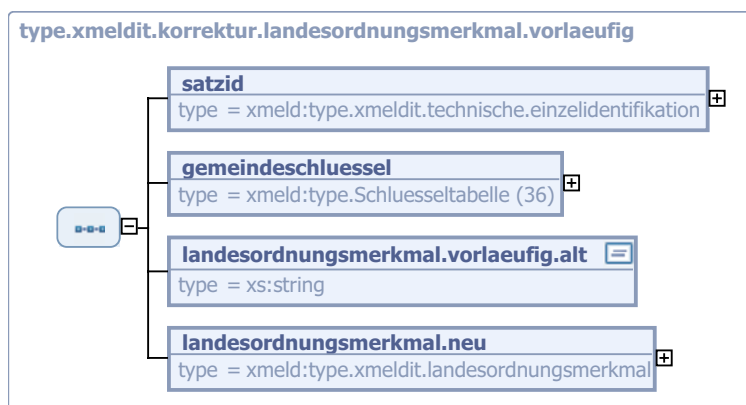 type.xmeldit.korrektur.landesordnungsmerkmal.vorlaeufig
satzid
type = xmeld:type.xmeldit.technische.einzelidentifikation
gemeindeschluessel
type = xmeld:type.Schluesseltabelle (36)
landesordnungsmerkmal.vorlaeufig.alt
type = xs:string
landesordnungsmerkmal.neu
type = xmeld:type.xmeldit.landesordnungsmerkmal